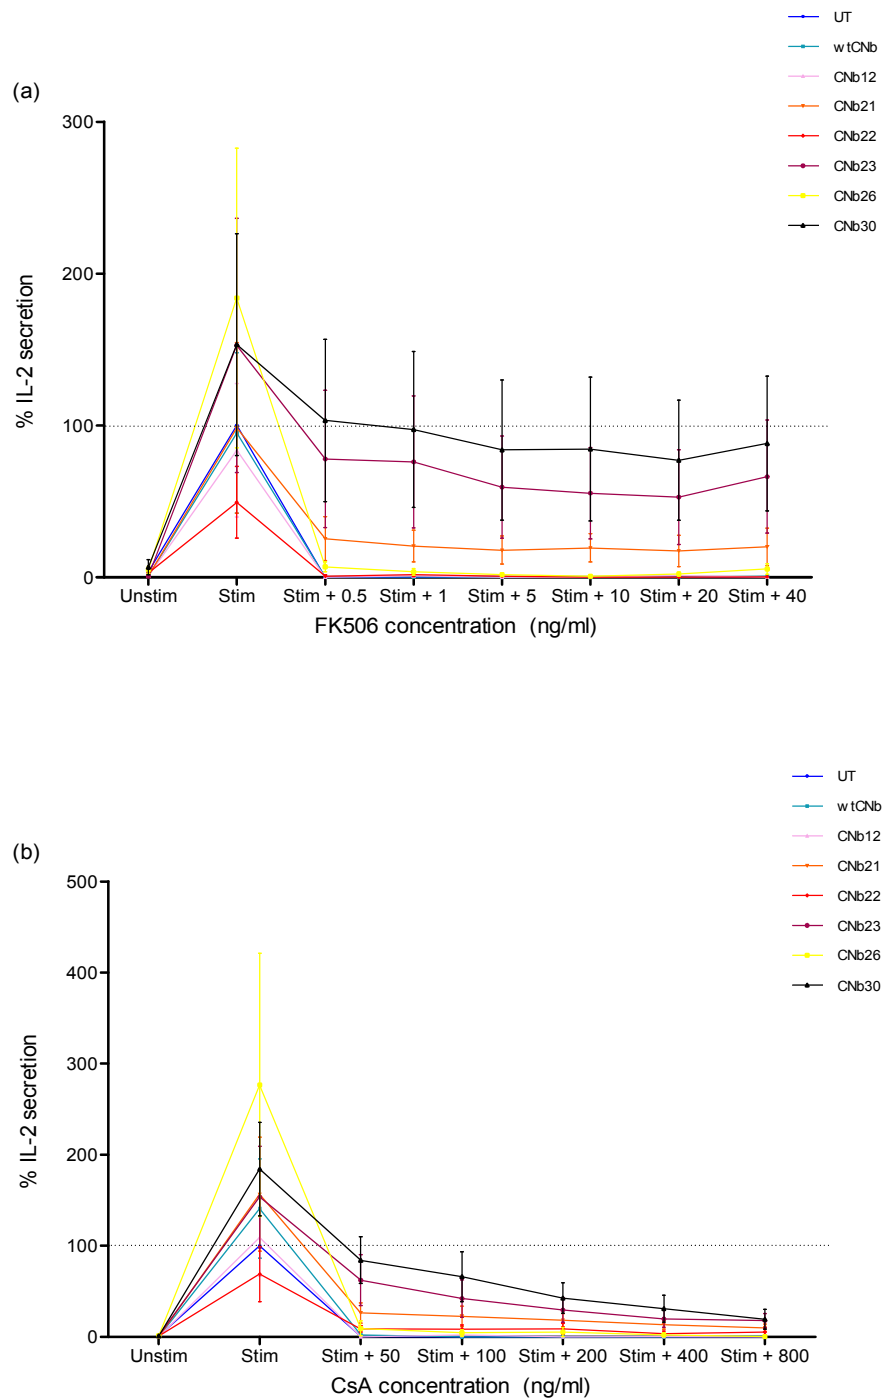 UT
w tCNb
CNb12
CNb21
CNb22
CNb23
CNb26
CNb30
(a)
300
200
100
0
% IL-2 secretion
Unstim Stim Stim + 0.5 Stim + 1 Stim + 5 Stim + 10 Stim + 20 Stim + 40
FK506 concentration (ng/ml)
UT
w tCNb
CNb12
CNb21
CNb22
CNb23
CNb26
CNb30
(b)
500
400
300
200
100
0
% IL-2 secretion
Unstim Stim Stim + 50 Stim + 100 Stim + 200 Stim + 400 Stim + 800
CsA concentration (ng/ml)